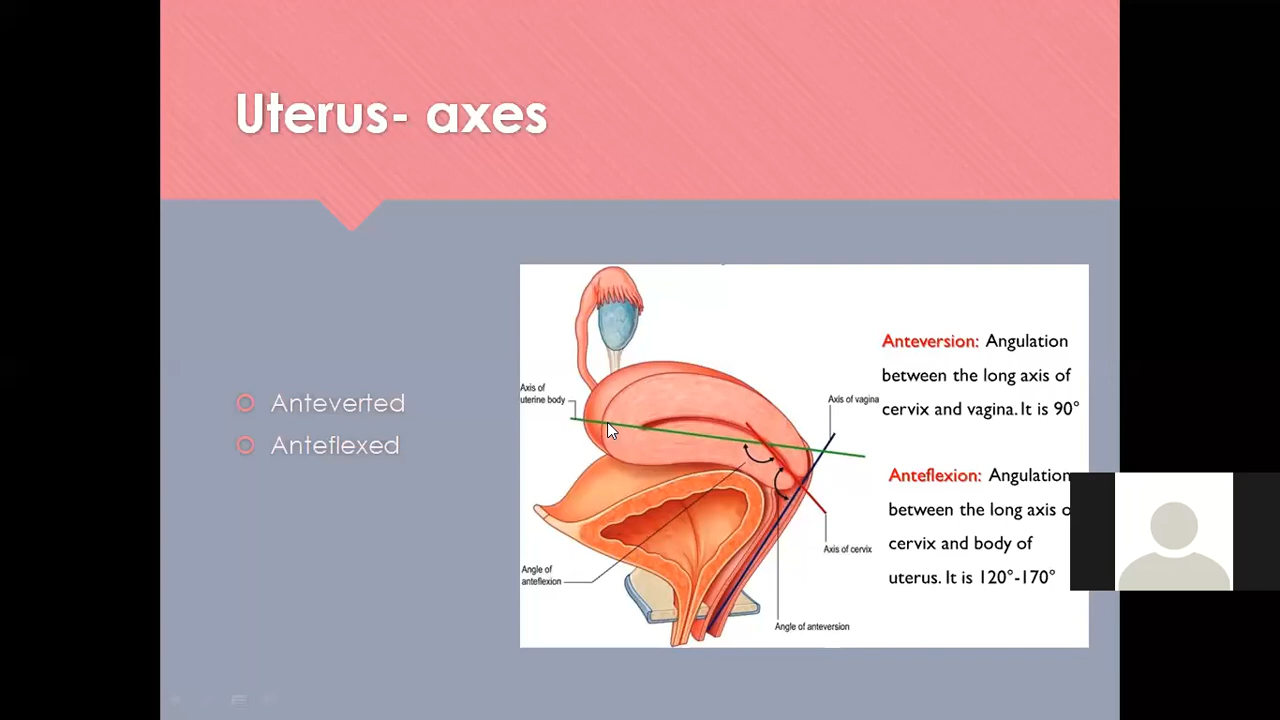 Uterus- axes
Anteverted
Anteflexed
Axis of
uterine body
Axis of vagina
Axis of cervix
Angle of
anteflexion
Angle of anteversion
Anteversion: Angulation
between the long axis of
cervix and vagina. It is 90°
Anteflexion: Angulation
between the long axis o
cervix and body of
uterus. It is 120°-170°